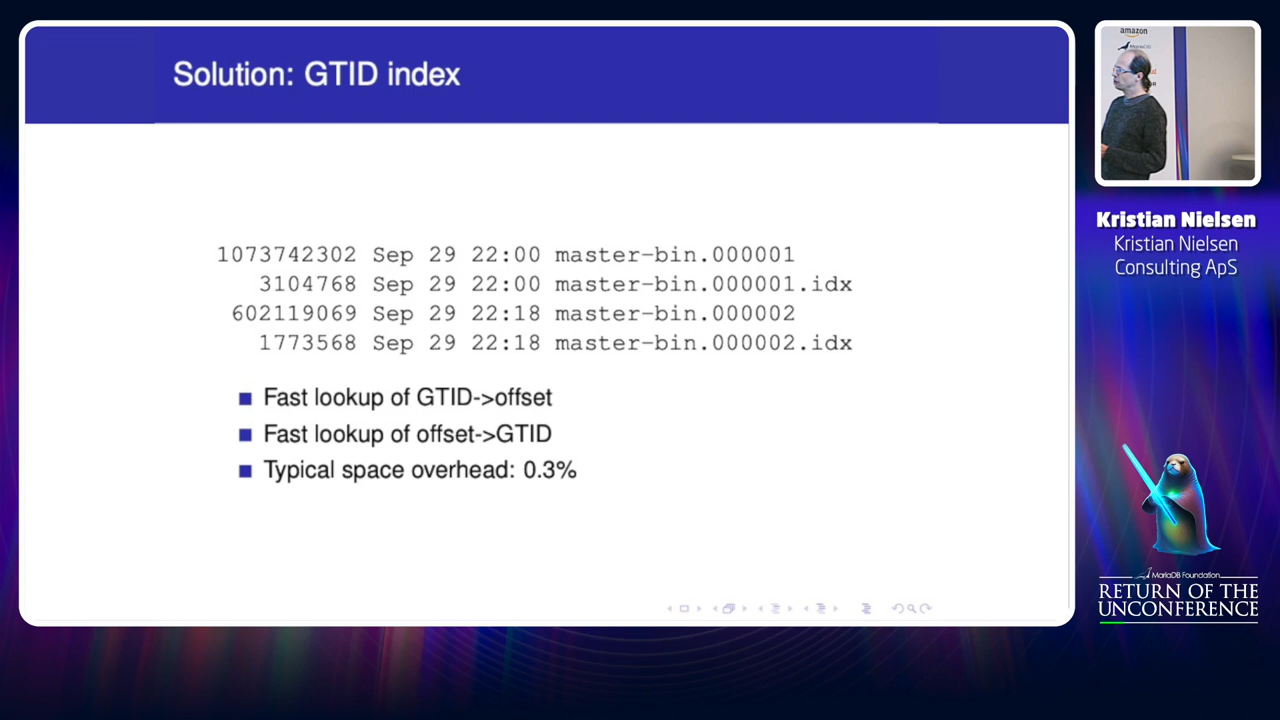 Solution: GTID index
1073742302 Sep 29 22:00 master-bin.000001
3104768 Sep 29 22:00 master-bin.000001.idx
602119069 Sep 29 22:18 master-bin.000002
1773568 Sep 29 22:18 master-bin.000002.idx
Fast lookup of GTID->offset
Fast lookup of offset->GTID
Typical space overhead: 0.3%
amazon
MariaDB
Kristian Nielsen
Kristian Nielsen
Consulting ApS
MariaDB Foundation
RETURN OF THE
UNCONFERENCE